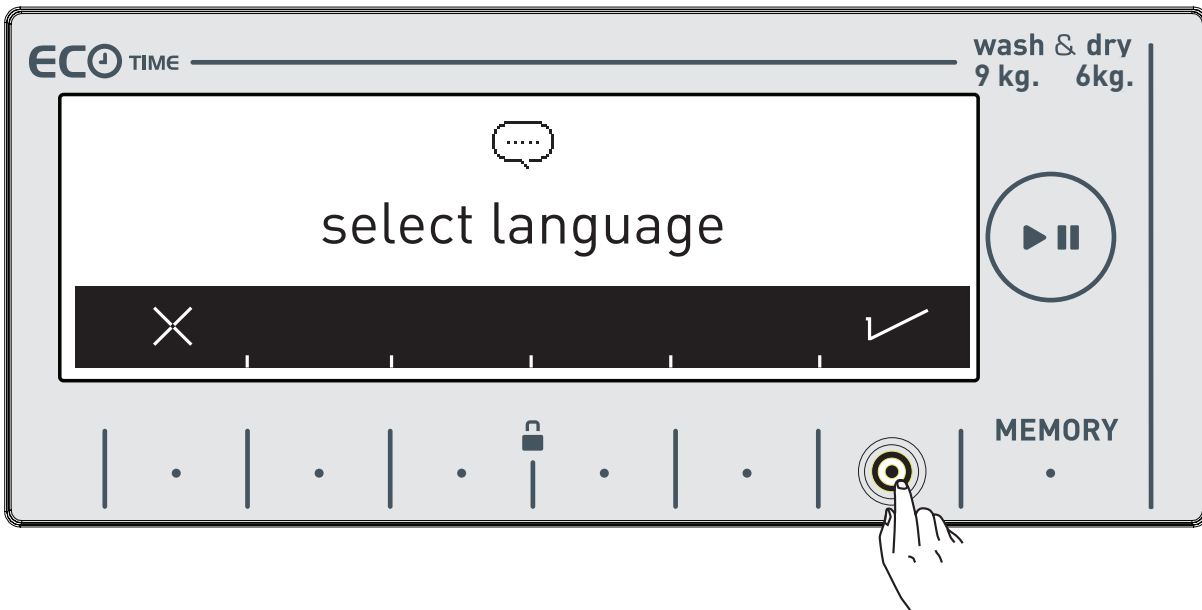 ECO TIME
wash & dry
9 kg. 6kg.
select language
MEMORY